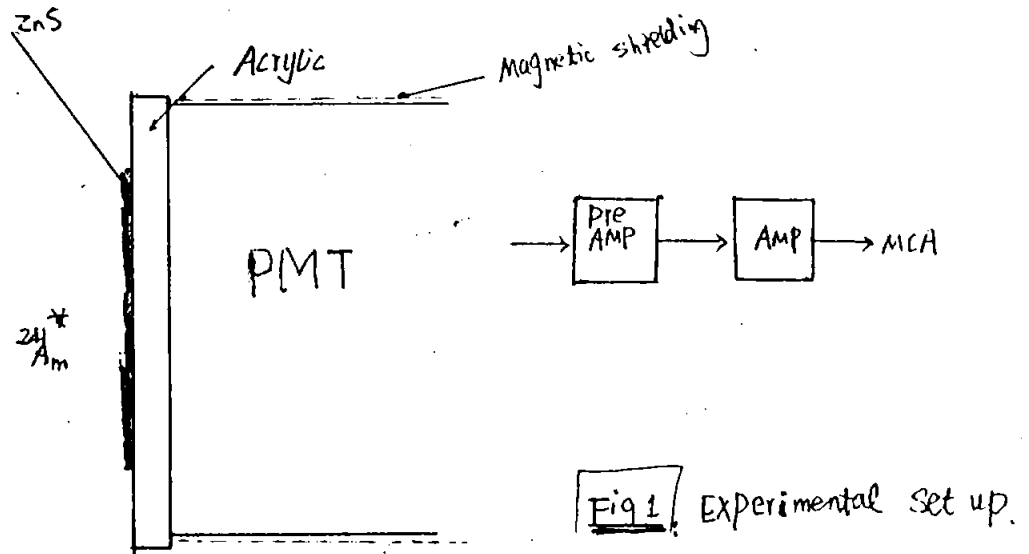 ZnS
Acrylic
Magnetic shielding
PMT
Pre
AMP
AMP
MCA
241
Am
Fig 1 Experimental set up.